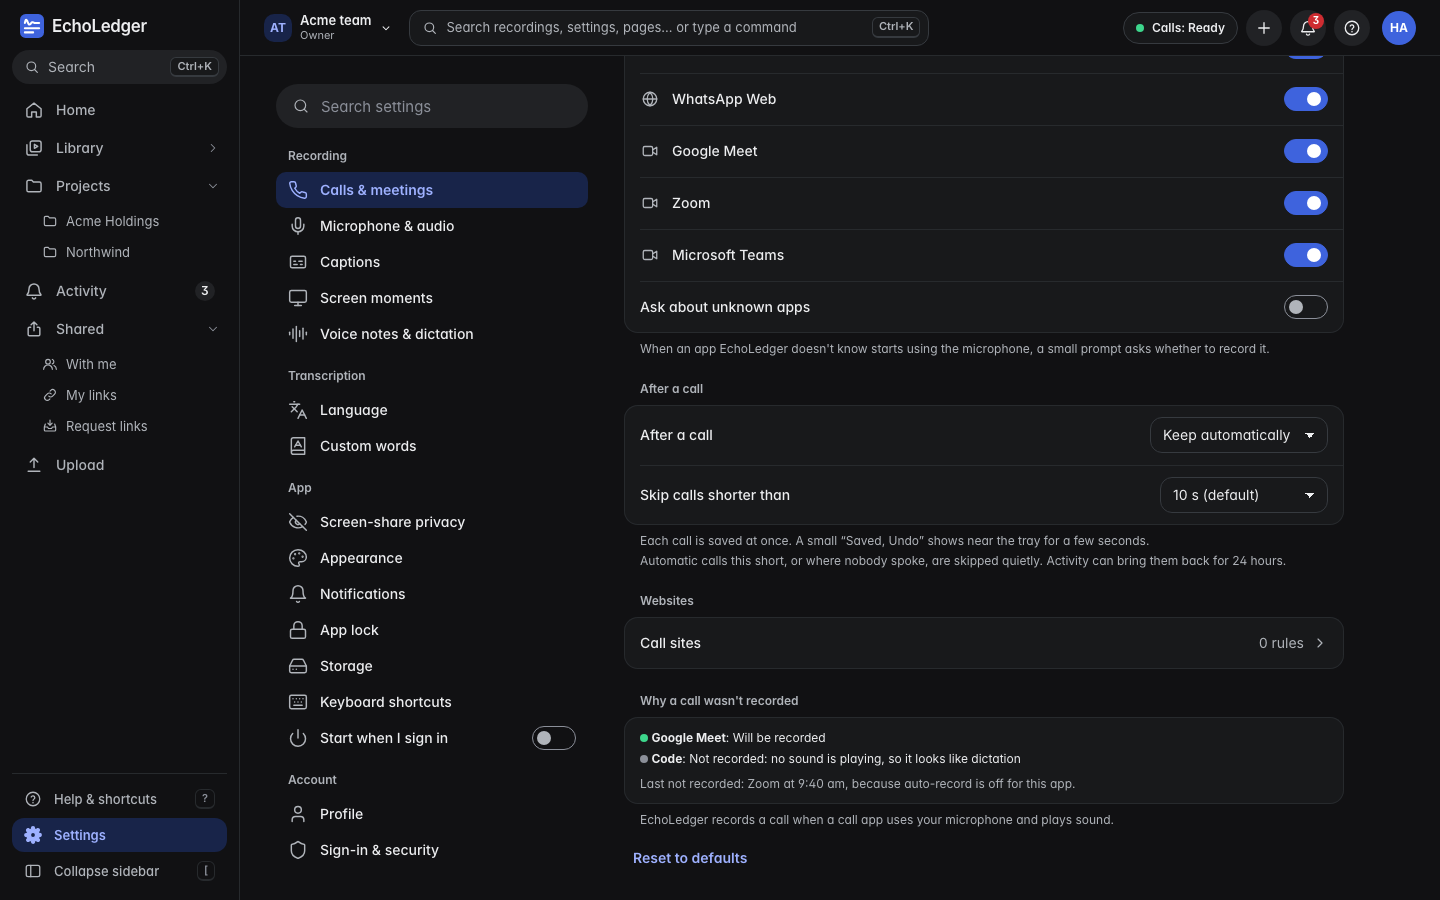 EchoLedger
Search Ctrl+K
Home
Library
Projects
Acme Holdings
Northwind
Activity 3
Shared
With me
My links
Request links
Upload
Help & shortcuts ?
Settings
Collapse sidebar [
AT Acme team
Owner
Search recordings, settings, pages... or type a command Ctrl+K
Calls: Ready
3
HA
Search settings
Recording
Calls & meetings
Microphone & audio
Captions
Screen moments
Voice notes & dictation
Transcription
Language
Custom words
App
Screen-share privacy
Appearance
Notifications
App lock
Storage
Keyboard shortcuts
Start when I sign in
Account
Profile
Sign-in & security
WhatsApp Web
Google Meet
Zoom
Microsoft Teams
Ask about unknown apps
When an app EchoLedger doesn't know starts using the microphone, a small prompt asks whether to record it.
After a call
After a call Keep automatically
Skip calls shorter than 10 s (default)
Each call is saved at once. A small “Saved, Undo” shows near the tray for a few seconds.
Automatic calls this short, or where nobody spoke, are skipped quietly. Activity can bring them back for 24 hours.
Websites
Call sites 0 rules
Why a call wasn't recorded
Google Meet: Will be recorded
Code: Not recorded: no sound is playing, so it looks like dictation
Last not recorded: Zoom at 9:40 am, because auto-record is off for this app.
EchoLedger records a call when a call app uses your microphone and plays sound.
Reset to defaults